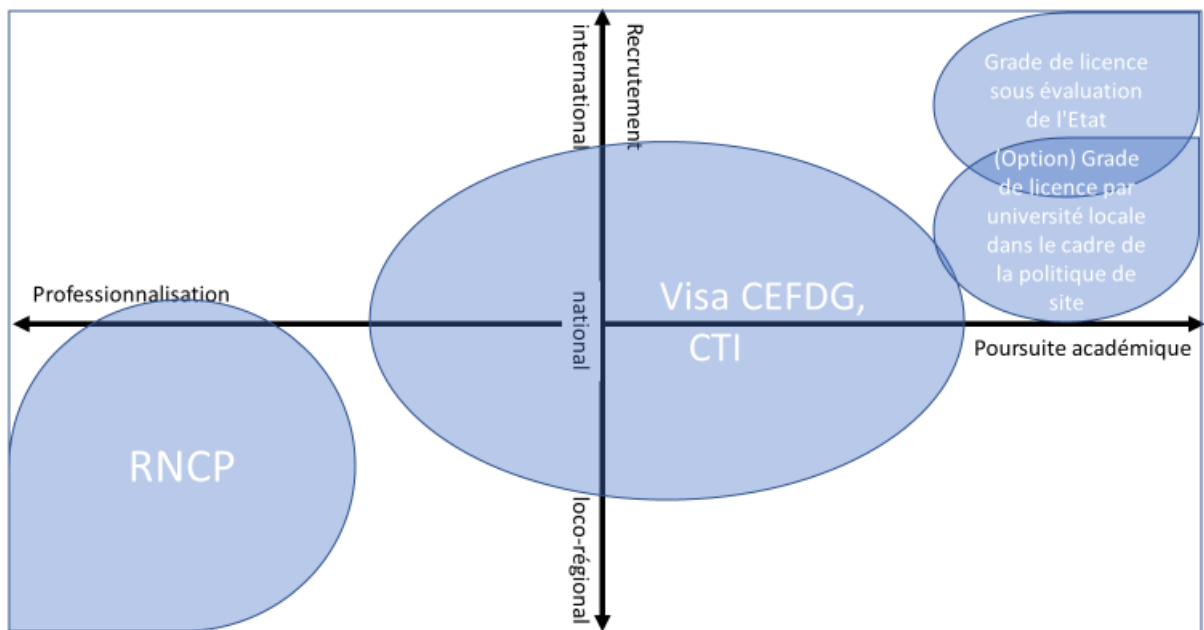 international
Recrutement
Grade de licence
sous évaluation
de l'Etat
(Option) Grade
de licence par
université locale
dans le cadre de
la politique de
site
Professionnalisation
national
Visa CEFDG,
CTI
Poursuite académique
RNCP
loco-régional